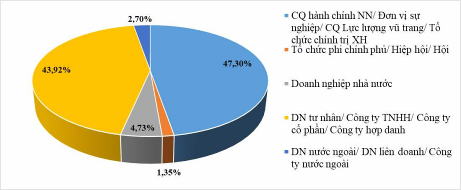 2,70%
43,92%
47,30%
4,73%
1,35%
CQ hành chính NN/ Đơn vị sự
nghiệp/ CQ Lực lượng vũ trang/ Tổ
chức chính trị XH
Tổ chức phi chính phủ/ Hiệp hội/ Hội
Doanh nghiệp nhà nước
DN tư nhân/ Công ty TNHH/ Công ty
cổ phần/ Công ty hợp danh
DN nước ngoài/ DN liên doanh/ Công
ty nước ngoài